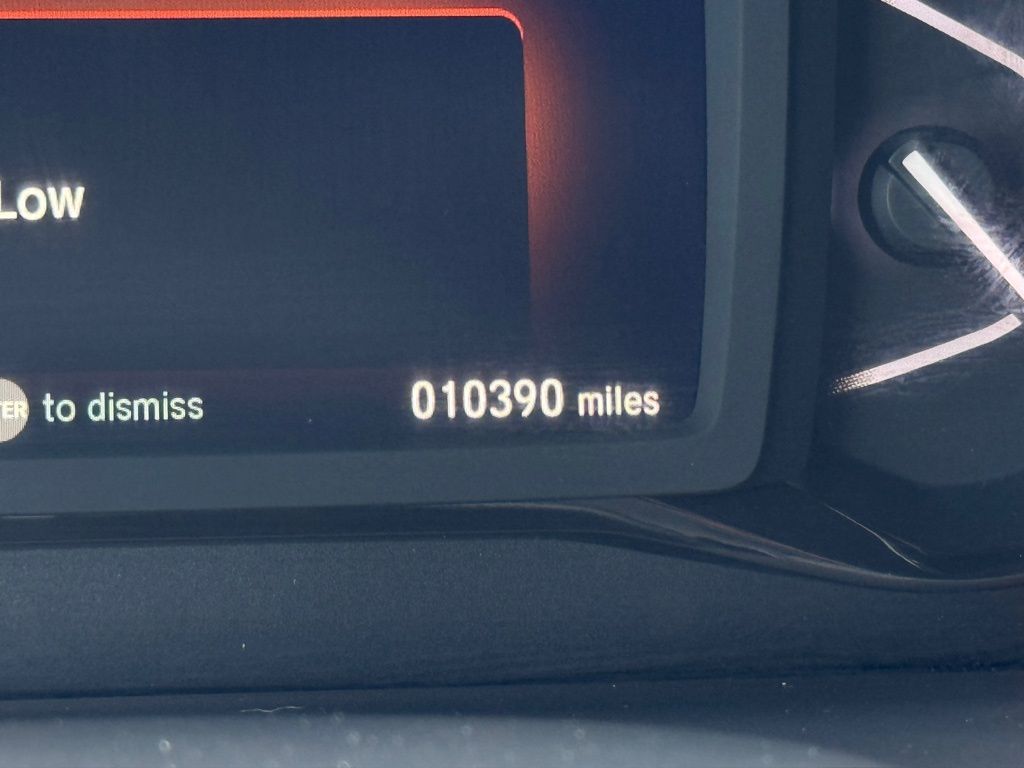 Low
to dismiss
010390 miles